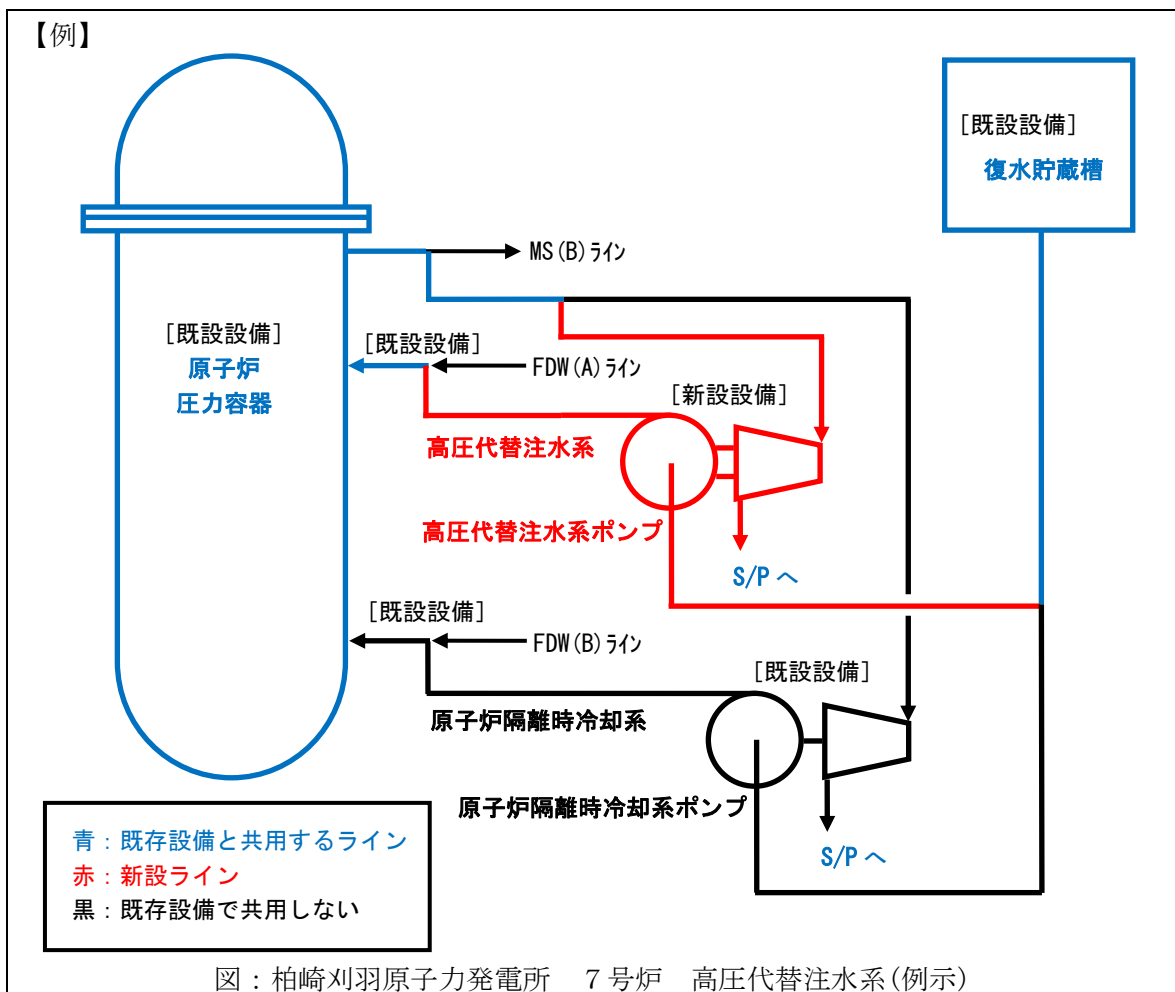 【例】
[既設設備]
復水貯蔵槽
MS(B)ライン
[既設設備]
原子炉
圧力容器
[既設設備]
FDW(A)ライン
[新設設備]
高圧代替注水系
高圧代替注水系ポンプ
S/P へ
[既設設備]
FDW(B)ライン
[既設設備]
原子炉隔離時冷却系
原子炉隔離時冷却系ポンプ
S/P へ
青：既存設備と共用するライン
赤：新設ライン
黒：既存設備で共用しない
図：柏崎刈羽原子力発電所　７号炉　高圧代替注水系(例示)